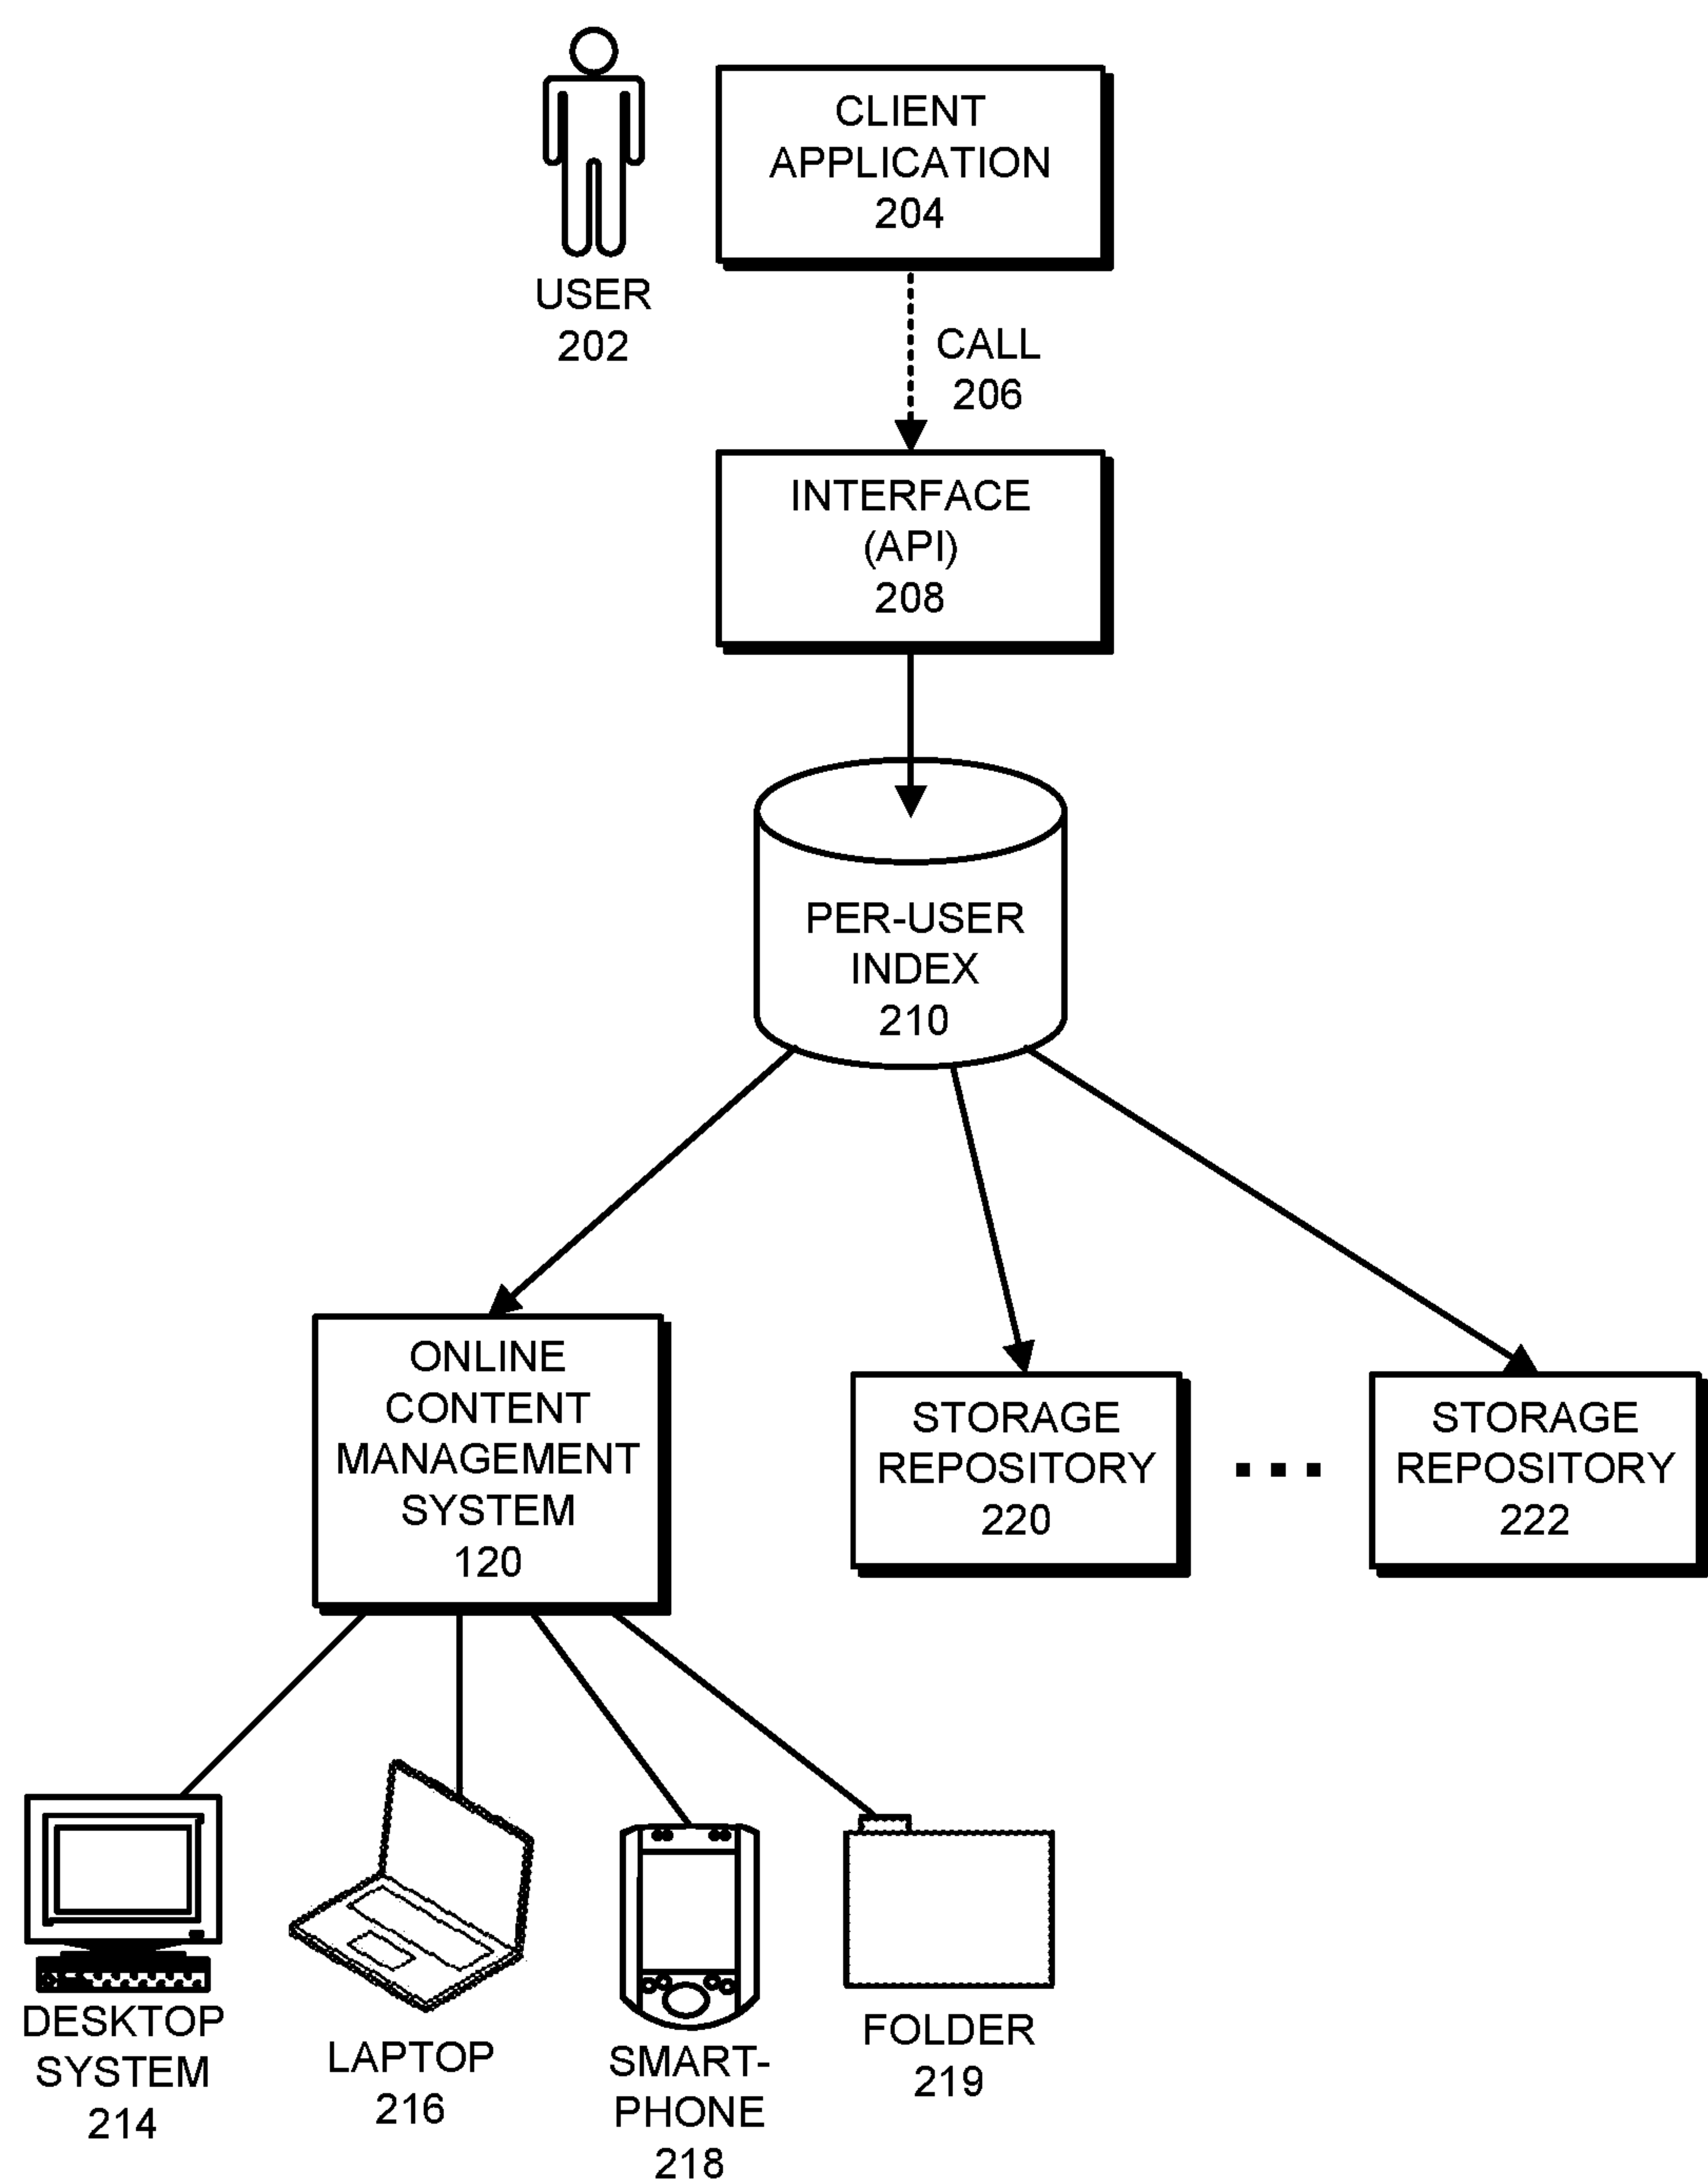 CLIENT
APPLICATION
204
USER
202
CALL
206
INTERFACE
(API)
208
PER-USER
INDEX
210
ONLINE
CONTENT
MANAGEMENT
SYSTEM
120
STORAGE
REPOSITORY
220
STORAGE
REPOSITORY
222
DESKTOP
SYSTEM
214
LAPTOP
216
SMART-
PHONE
218
FOLDER
219